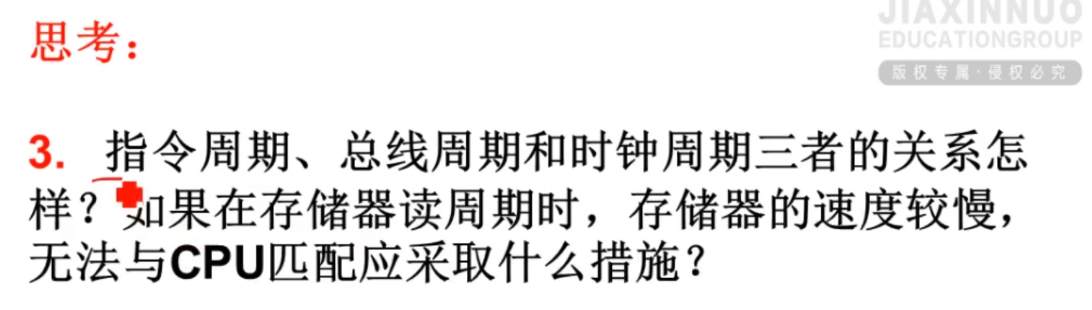 JIAXINNUO
EDUCATIONGROUP
版权专属·侵权必究
思考：
3. 指令周期、总线周期和时钟周期三者的关系怎
样？如果在存储器读周期时，存储器的速度较慢，
无法与CPU匹配应采取什么措施？